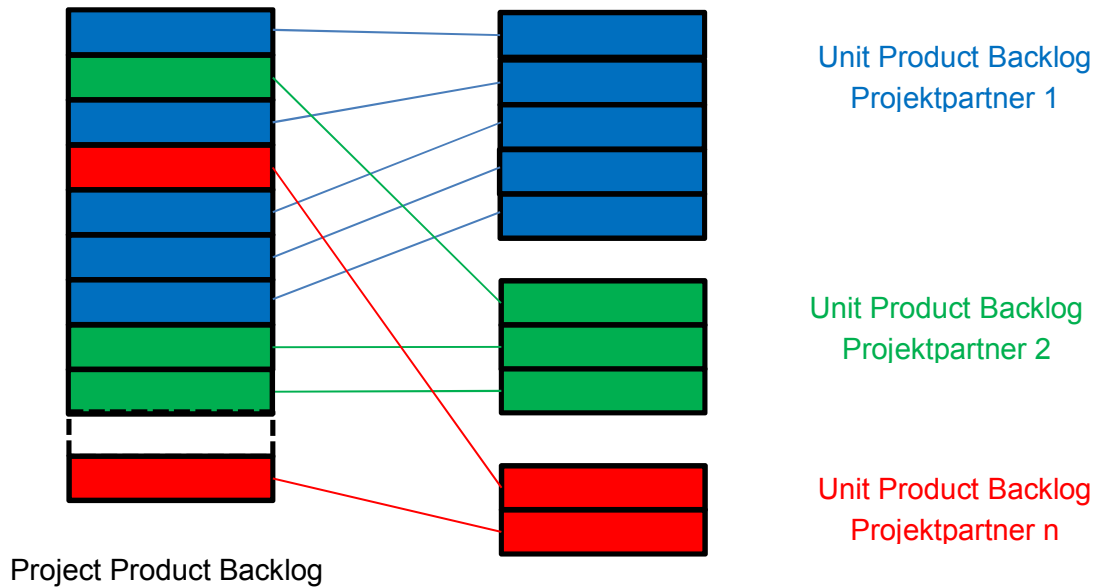 Unit Product Backlog
Projektpartner 1
Unit Product Backlog
Projektpartner 2
Unit Product Backlog
Projektpartner n
Project Product Backlog